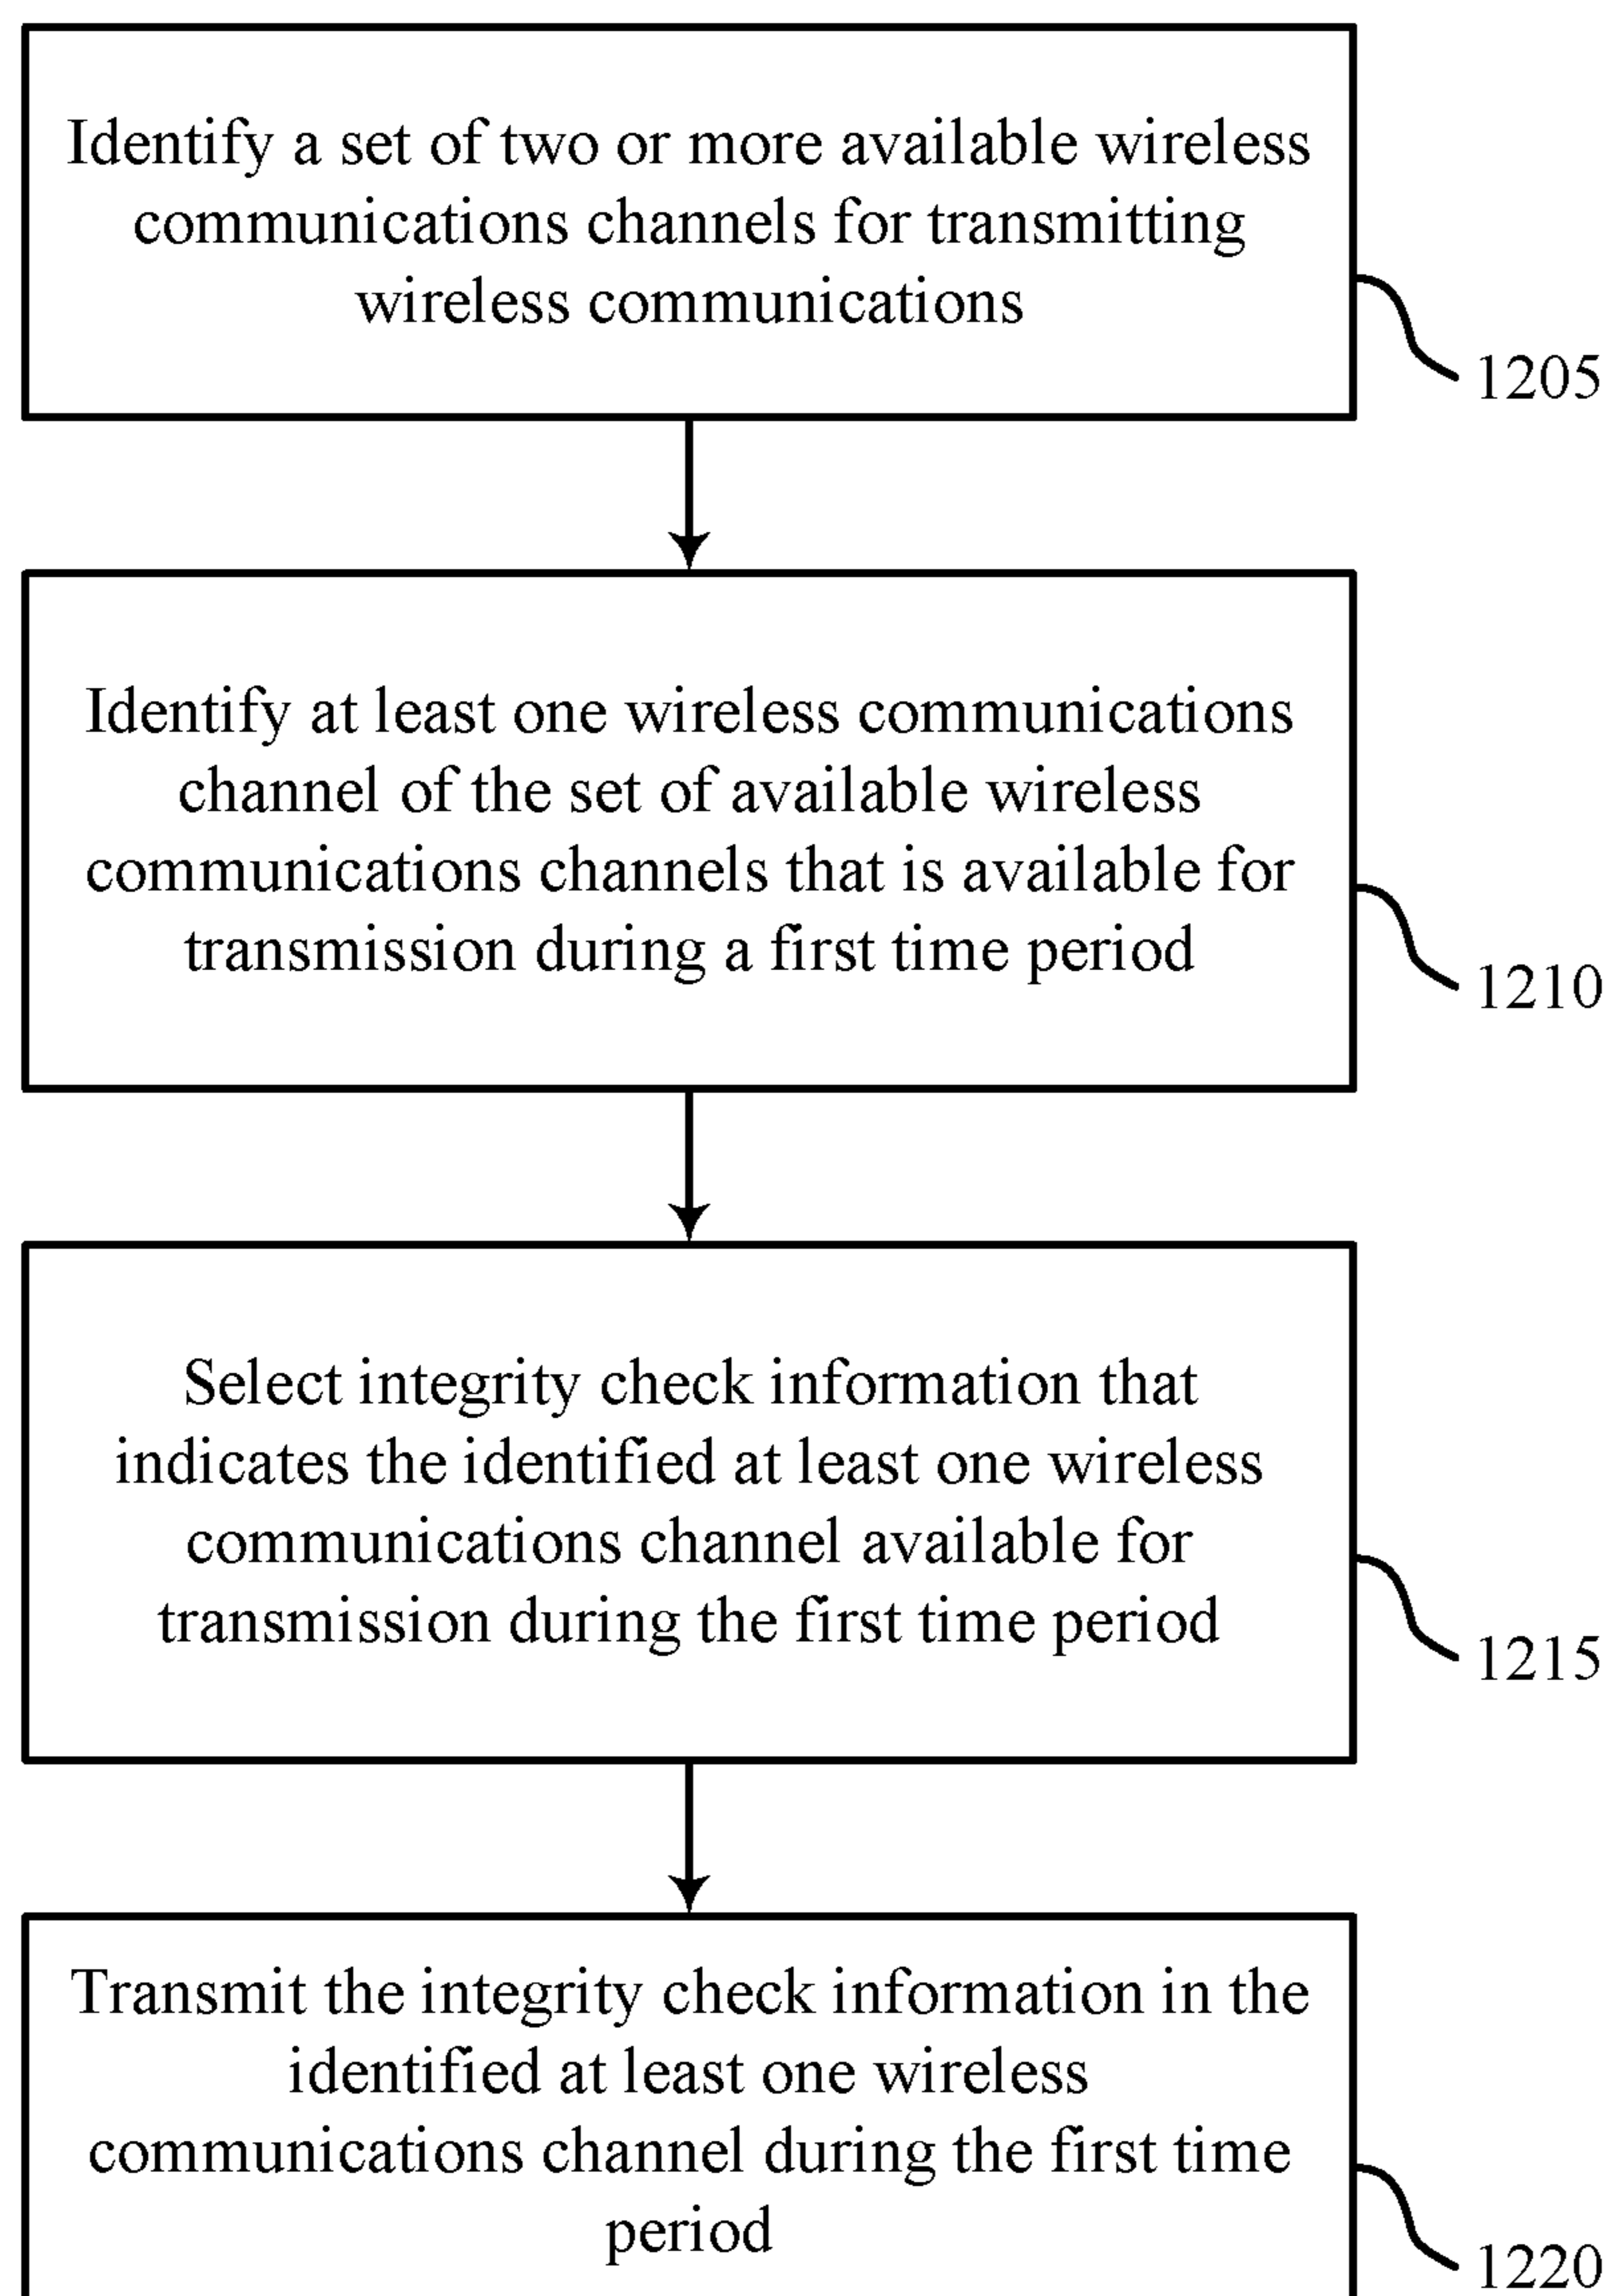 Identify a set of two or more available wireless
communications channels for transmitting
wireless communications
1205
Identify at least one wireless communications
channel of the set of available wireless
communications channels that is available for
transmission during a first time period
1210
Select integrity check information that
indicates the identified at least one wireless
communications channel available for
transmission during the first time period
1215
Transmit the integrity check information in the
identified at least one wireless
communications channel during the first time
period
1220